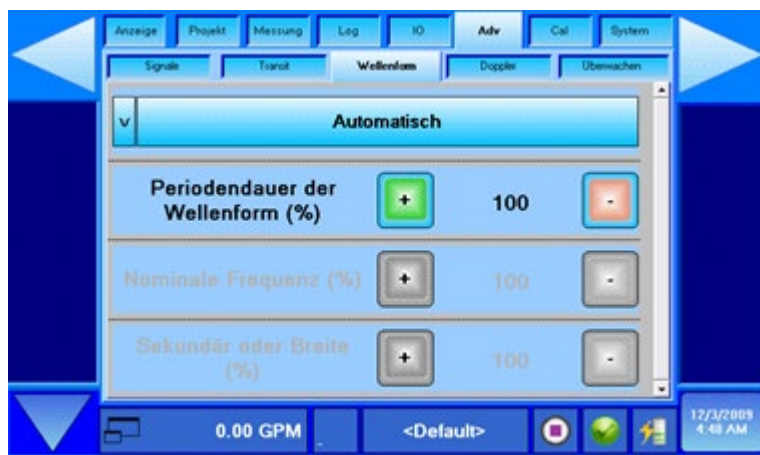 Anzeige Projekt Messung Log IO Adv Cal System
Signale Transit Wellenform Doppler Überwachen
v Automatisch
Periodendauer der
Wellenform (%) + 100 -
Nominale Frequenz (%) + 100 -
Sekundär oder Breite
(%) + 100 -
0.00 GPM <Default>
12/3/2009
4:48 AM